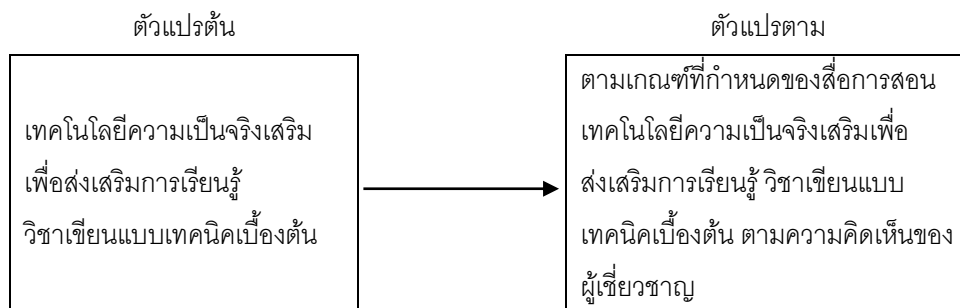 ตัวแปรต้น
ตัวแปรตาม
เทคโนโลยีความเป็นจริงเสริม
เพื่อส่งเสริมการเรียนรู้
วิชาเขียนแบบเทคนิคเบื้องต้น
ตามเกณฑ์ที่กำหนดของสื่อการสอน
เทคโนโลยีความเป็นจริงเสริมเพื่อ
ส่งเสริมการเรียนรู้ วิชาเขียนแบบ
เทคนิคเบื้องต้น ตามความคิดเห็นของ
ผู้เชี่ยวชาญ